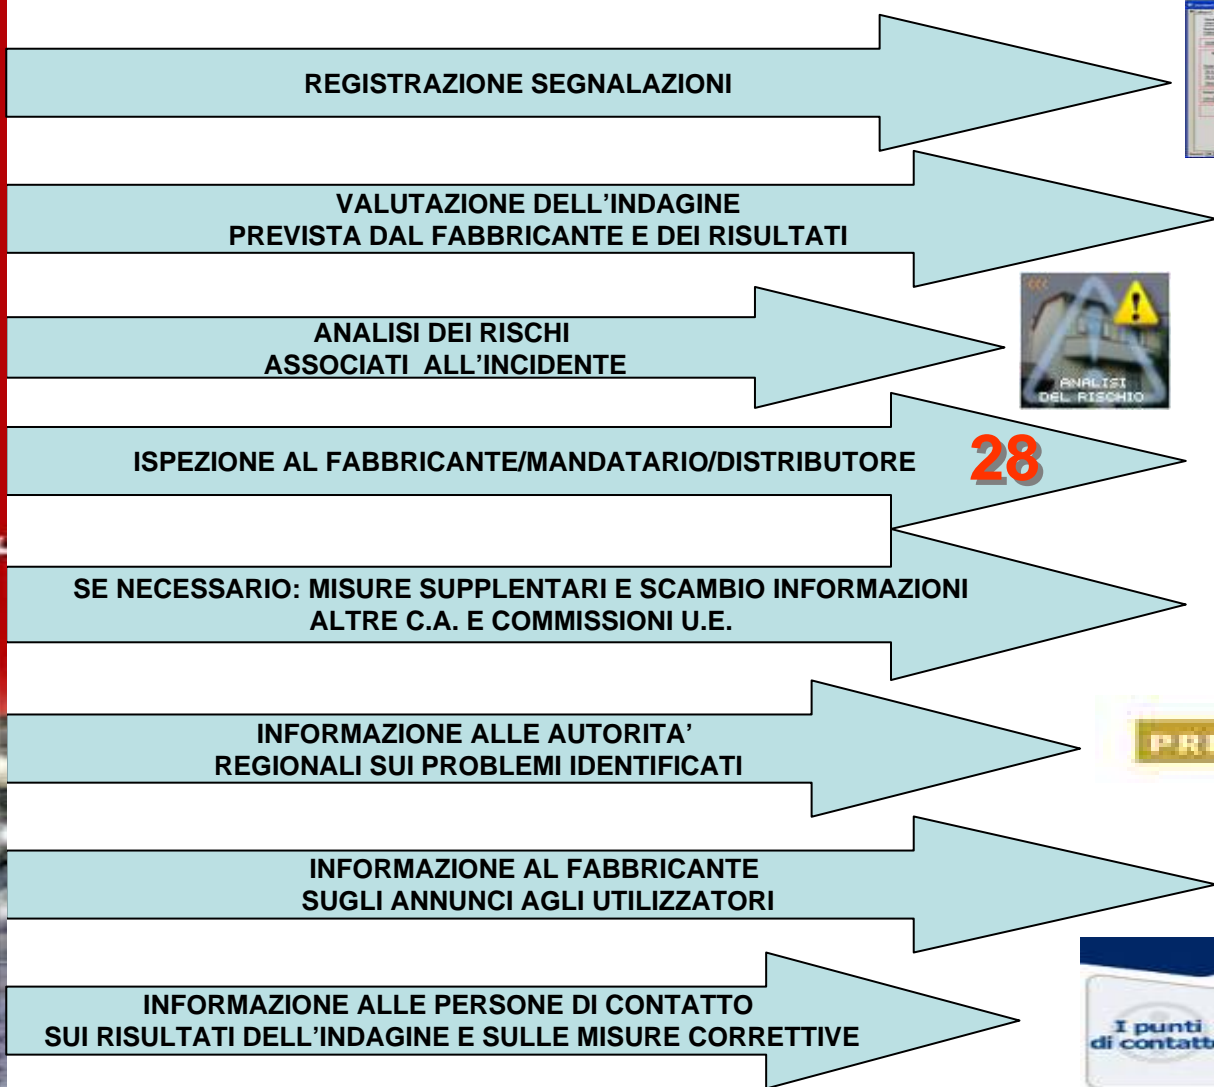 REGISTRAZIONE SEGNALAZIONI
VALUTAZIONE DELL’INDAGINE
PREVISTA DAL FABBRICANTE E DEI RISULTATI
ANALISI DEI RISCHI
ASSOCIATI ALL’INCIDENTE
ANALISI
DEL RISCHIO
ISPEZIONE AL FABBRICANTE/MANDATARIO/DISTRIBUTORE 28
SE NECESSARIO: MISURE SUPPLENTARI E SCAMBIO INFORMAZIONI
ALTRE C.A. E COMMISSIONI U.E.
INFORMAZIONE ALLE AUTORITA’
REGIONALI SUI PROBLEMI IDENTIFICATI
INFORMAZIONE AL FABBRICANTE
SUGLI ANNUNCI AGLI UTILIZZATORI
INFORMAZIONE ALLE PERSONE DI CONTATTO
SUI RISULTATI DELL’INDAGINE E SULLE MISURE CORRETTIVE
I punti
di contatt